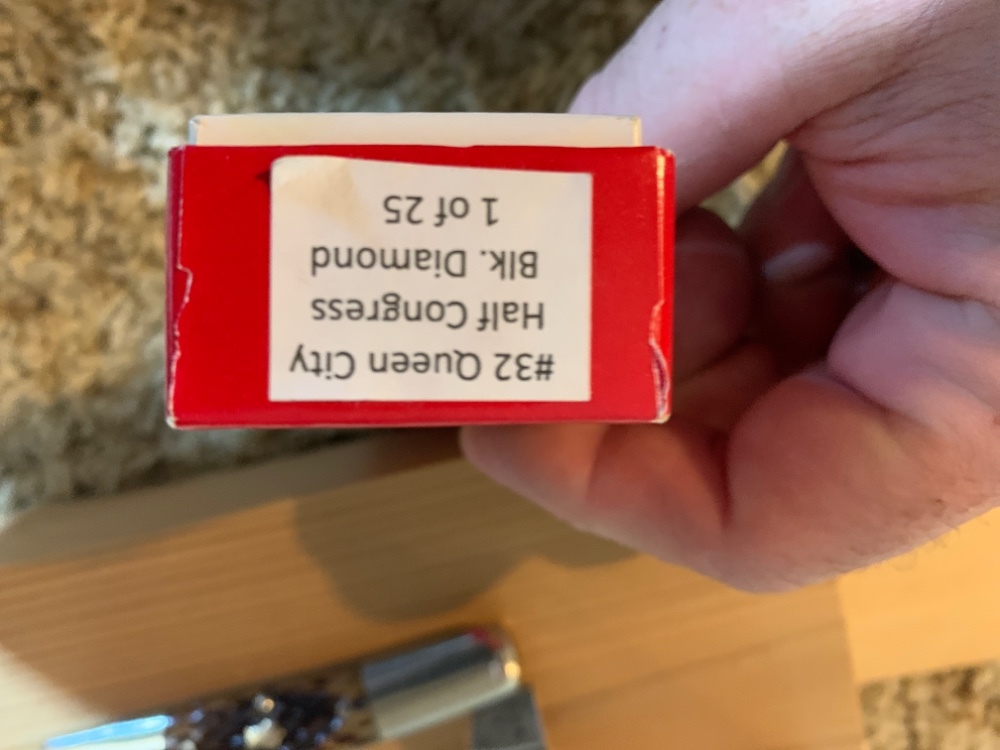 #32 Queen City
Half Congress
Blk. Diamond
1 of 25